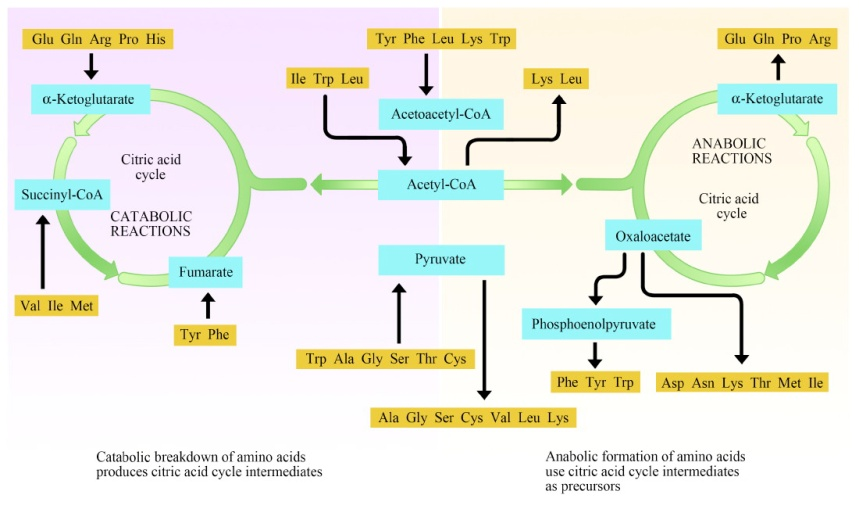 Glu Gln Arg Pro His
Tyr Phe Leu Lys Trp
Glu Gln Pro Arg
Ile Trp Leu
Lys Leu
α-Ketoglutarate
Acetoacetyl-CoA
α-Ketoglutarate
Citric acid
cycle
ANABOLIC
REACTIONS
Succinyl-CoA
Acetyl-CoA
Citric acid
cycle
CATABOLIC
REACTIONS
Oxaloacetate
Fumarate
Pyruvate
Val Ile Met
Phosphoenolpyruvate
Tyr Phe
Trp Ala Gly Ser Thr Cys
Phe Tyr Trp
Asp Asn Lys Thr Met Ile
Ala Gly Ser Cys Val Leu Lys
Catabolic breakdown of amino acids
produces citric acid cycle intermediates
Anabolic formation of amino acids
use citric acid cycle intermediates
as precursors